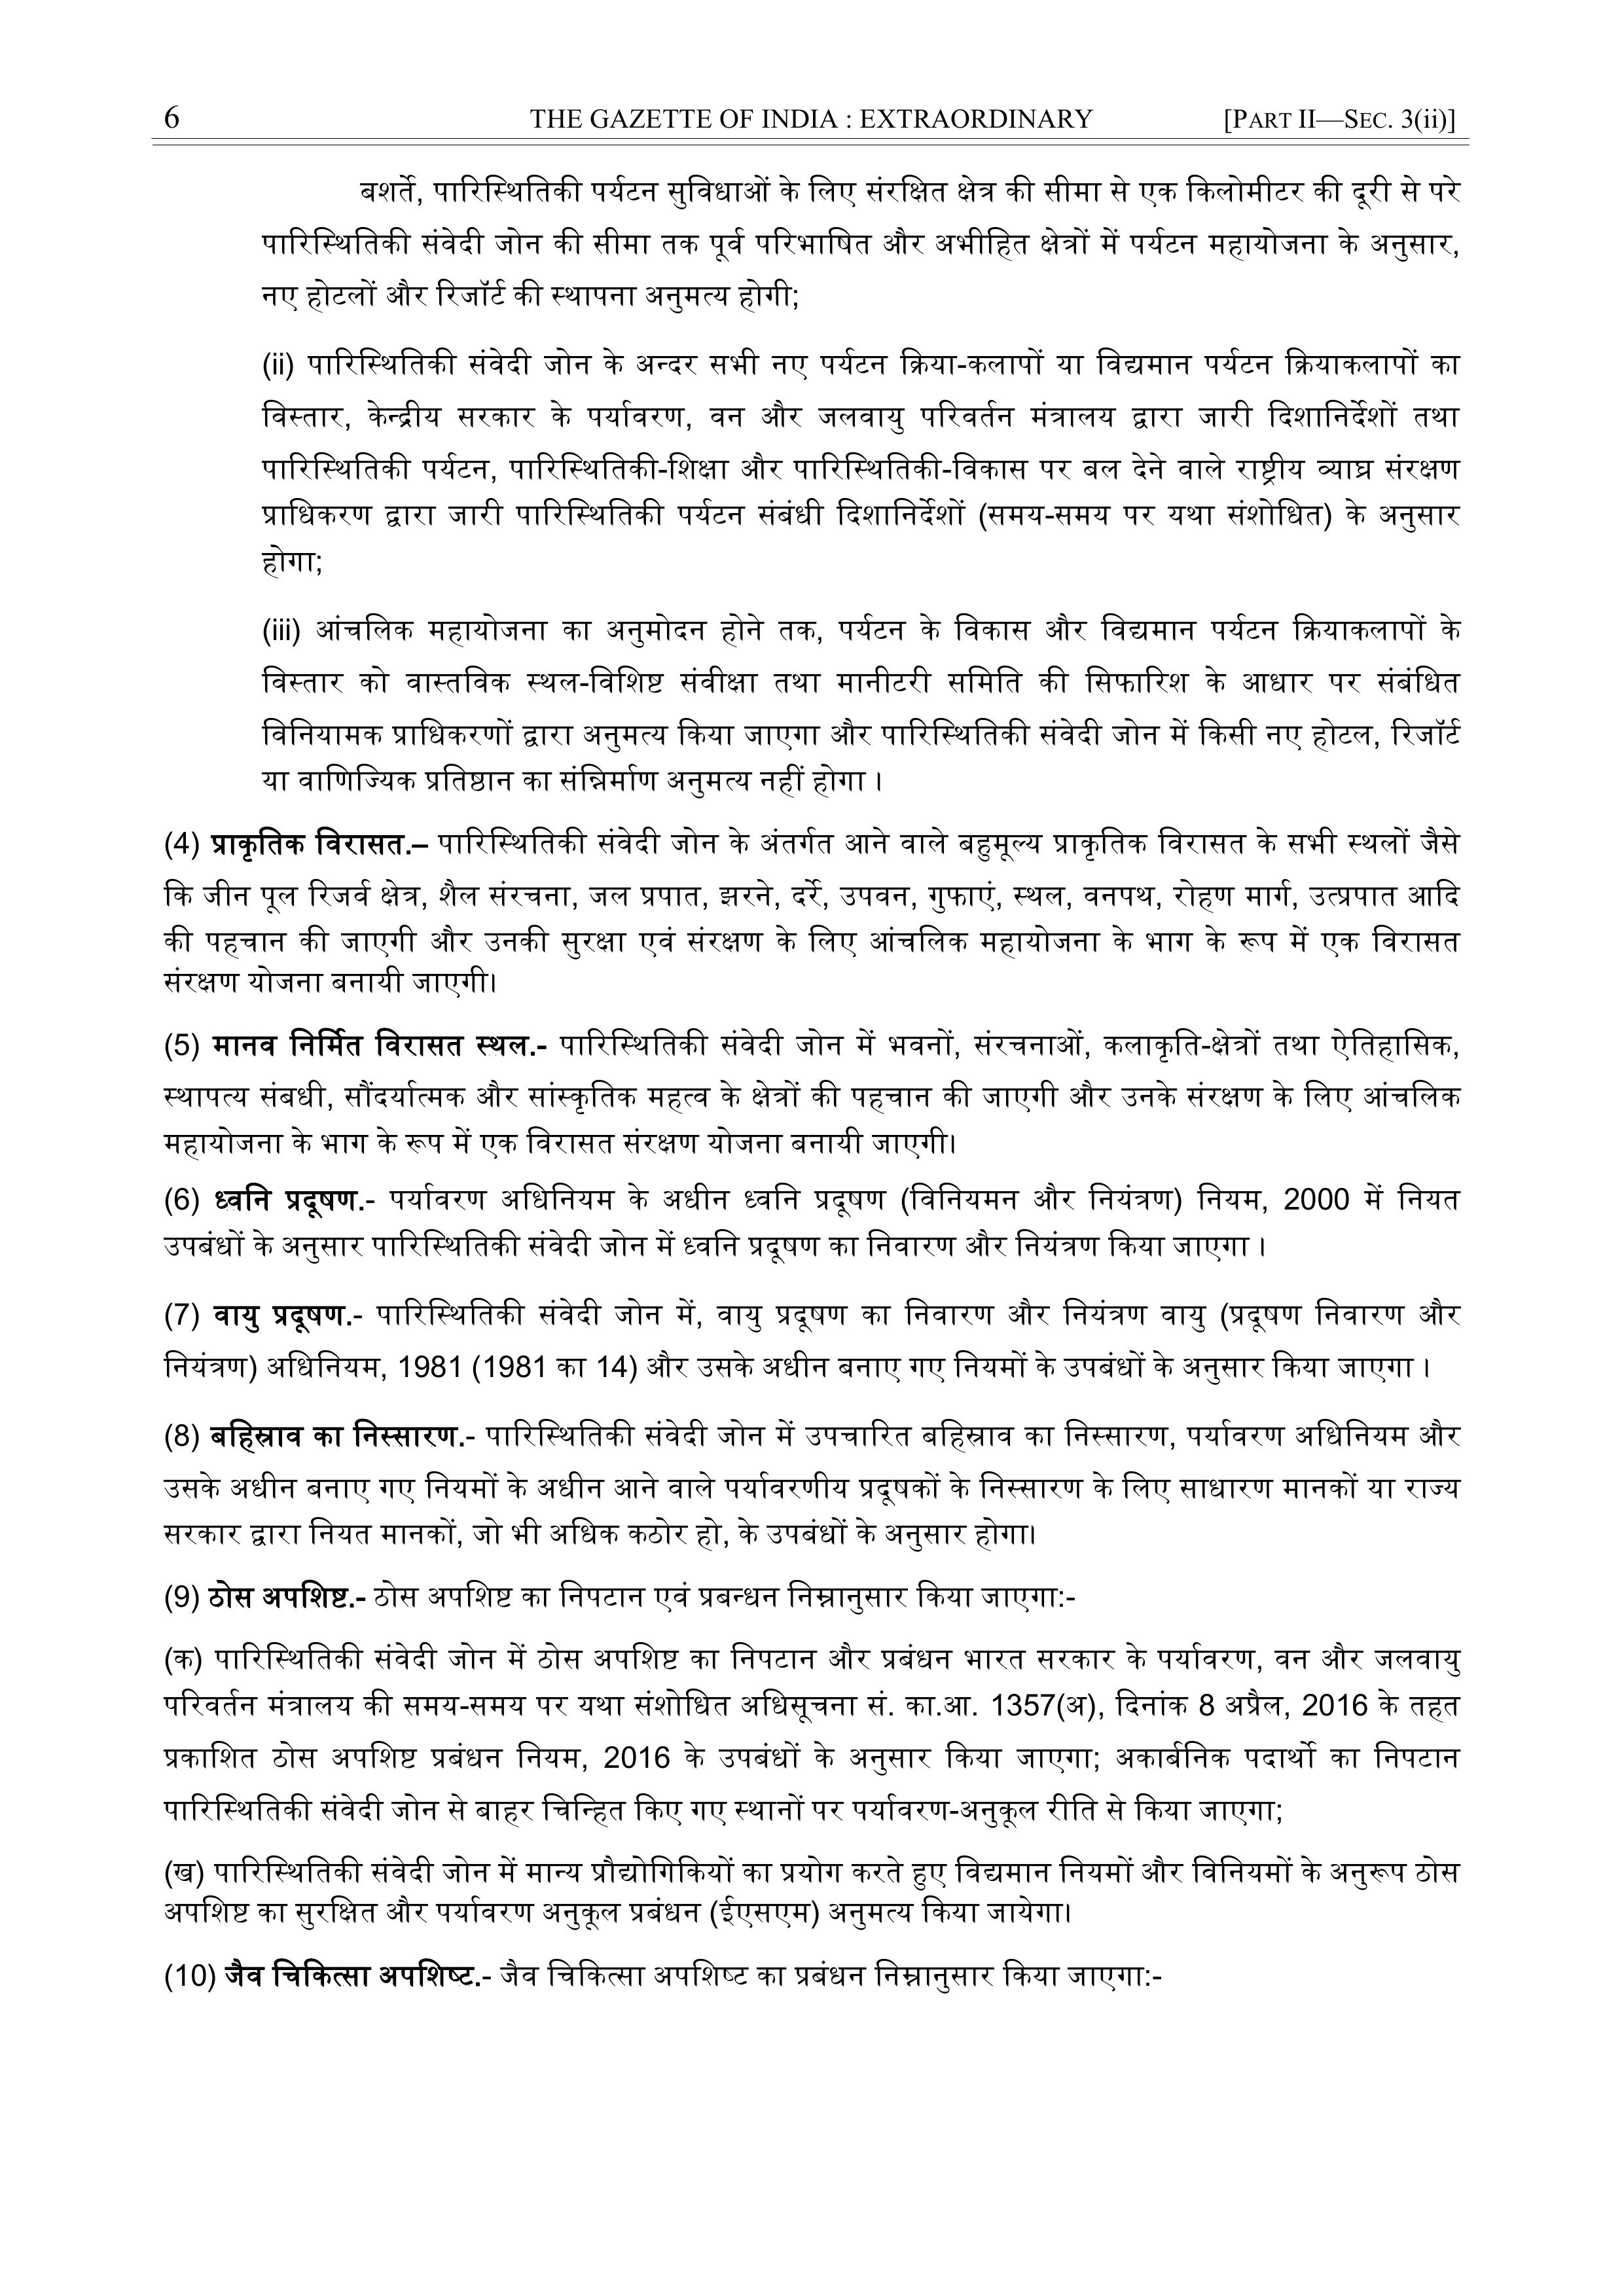 6 THE GAZETTE OF INDIA : EXTRAORDINARY [PART II—SEC. 3(ii)]
बशर्ते, पारिस्थितिकी पर्यटन सुविधाओं के लिए संरक्षित क्षेत्र की सीमा से एक किलोमीटर की दूरी से परे
पारिस्थितिकी संवेदी जोन की सीमा तक पूर्व परिभाषित और अभीहित क्षेत्रों में पर्यटन महायोजना के अनुसार,
नए होटलों और रिजॉर्ट की स्थापना अनुमत्य होगी;
(ii) पारिस्थितिकी संवेदी जोन के अन्दर सभी नए पर्यटन क्रिया-कलापों या विद्यमान पर्यटन क्रियाकलापों का
विस्तार, केन्द्रीय सरकार के पर्यावरण, वन और जलवायु परिवर्तन मंत्रालय द्वारा जारी दिशानिर्देशों तथा
पारिस्थितिकी पर्यटन, पारिस्थितिकी-शिक्षा और पारिस्थितिकी-विकास पर बल देने वाले राष्ट्रीय व्याघ्र संरक्षण
प्राधिकरण द्वारा जारी पारिस्थितिकी पर्यटन संबंधी दिशानिर्देशों (समय-समय पर यथा संशोधित) के अनुसार
होगा;
(iii) आंचलिक महायोजना का अनुमोदन होने तक, पर्यटन के विकास और विद्यमान पर्यटन क्रियाकलापों के
विस्तार को वास्तविक स्थल-विशिष्ट संवीक्षा तथा मानीटरी समिति की सिफारिश के आधार पर संबंधित
विनियामक प्राधिकरणों द्वारा अनुमत्य किया जाएगा और पारिस्थितिकी संवेदी जोन में किसी नए होटल, रिजॉर्ट
या वाणिज्यिक प्रतिष्ठान का संन्निर्माण अनुमत्य नहीं होगा ।
(4) प्राकृतिक विरासत.– पारिस्थितिकी संवेदी जोन के अंतर्गत आने वाले बहुमूल्य प्राकृतिक विरासत के सभी स्थलों जैसे
कि जीन पूल रिजर्व क्षेत्र, शैल संरचना, जल प्रपात, झरने, दर्रे, उपवन, गुफाएं, स्थल, वनपथ, रोहण मार्ग, उत्प्रपात आदि
की पहचान की जाएगी और उनकी सुरक्षा एवं संरक्षण के लिए आंचलिक महायोजना के भाग के रूप में एक विरासत
संरक्षण योजना बनायी जाएगी।
(5) मानव निर्मित विरासत स्थल.- पारिस्थितिकी संवेदी जोन में भवनों, संरचनाओं, कलाकृति-क्षेत्रों तथा ऐतिहासिक,
स्थापत्य संबधी, सौंदर्यात्मक और सांस्कृतिक महत्व के क्षेत्रों की पहचान की जाएगी और उनके संरक्षण के लिए आंचलिक
महायोजना के भाग के रूप में एक विरासत संरक्षण योजना बनायी जाएगी।
(6) ध्वनि प्रदूषण.- पर्यावरण अधिनियम के अधीन ध्वनि प्रदूषण (विनियमन और नियंत्रण) नियम, 2000 में नियत
उपबंधों के अनुसार पारिस्थितिकी संवेदी जोन में ध्वनि प्रदूषण का निवारण और नियंत्रण किया जाएगा ।
(7) वायु प्रदूषण.- पारिस्थितिकी संवेदी जोन में, वायु प्रदूषण का निवारण और नियंत्रण वायु (प्रदूषण निवारण और
नियंत्रण) अधिनियम, 1981 (1981 का 14) और उसके अधीन बनाए गए नियमों के उपबंधों के अनुसार किया जाएगा ।
(8) बहिस्राव का निस्सारण.- पारिस्थितिकी संवेदी जोन में उपचारित बहिस्राव का निस्सारण, पर्यावरण अधिनियम और
उसके अधीन बनाए गए नियमों के अधीन आने वाले पर्यावरणीय प्रदूषकों के निस्सारण के लिए साधारण मानकों या राज्य
सरकार द्वारा नियत मानकों, जो भी अधिक कठोर हो, के उपबंधों के अनुसार होगा।
(9) ठोस अपशिष्ट.- ठोस अपशिष्ट का निपटान एवं प्रबन्धन निम्नानुसार किया जाएगा:-
(क) पारिस्थितिकी संवेदी जोन में ठोस अपशिष्ट का निपटान और प्रबंधन भारत सरकार के पर्यावरण, वन और जलवायु
परिवर्तन मंत्रालय की समय-समय पर यथा संशोधित अधिसूचना सं. का.आ. 1357(अ), दिनांक 8 अप्रैल, 2016 के तहत
प्रकाशित ठोस अपशिष्ट प्रबंधन नियम, 2016 के उपबंधों के अनुसार किया जाएगा; अकार्बनिक पदार्थो का निपटान
पारिस्थितिकी संवेदी जोन से बाहर चिन्हित किए गए स्थानों पर पर्यावरण-अनुकूल रीति से किया जाएगा;
(ख) पारिस्थितिकी संवेदी जोन में मान्य प्रौद्योगिकियों का प्रयोग करते हुए विद्यमान नियमों और विनियमों के अनुरूप ठोस
अपशिष्ट का सुरक्षित और पर्यावरण अनुकूल प्रबंधन (ईएसएम) अनुमत्य किया जायेगा।
(10) जैव चिकित्सा अपशिष्‍ट.- जैव चिकित्सा अपशिष्‍ट का प्रबंधन निम्नानुसार किया जाएगा:-